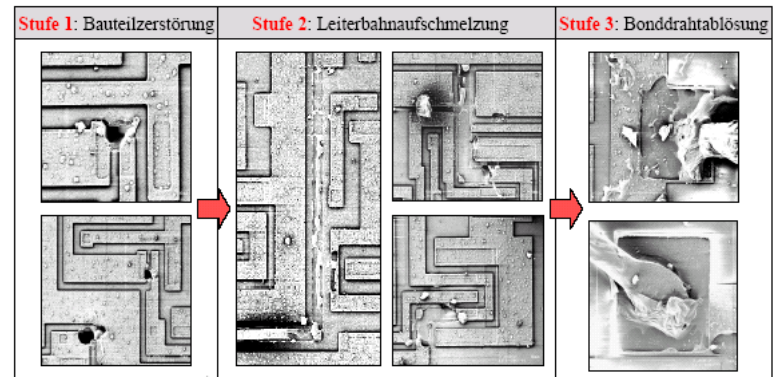 Stufe 1: Bauteilzerstörung
Stufe 2: Leiterbahnaufschmelzung
Stufe 3: Bonddrahtablösung